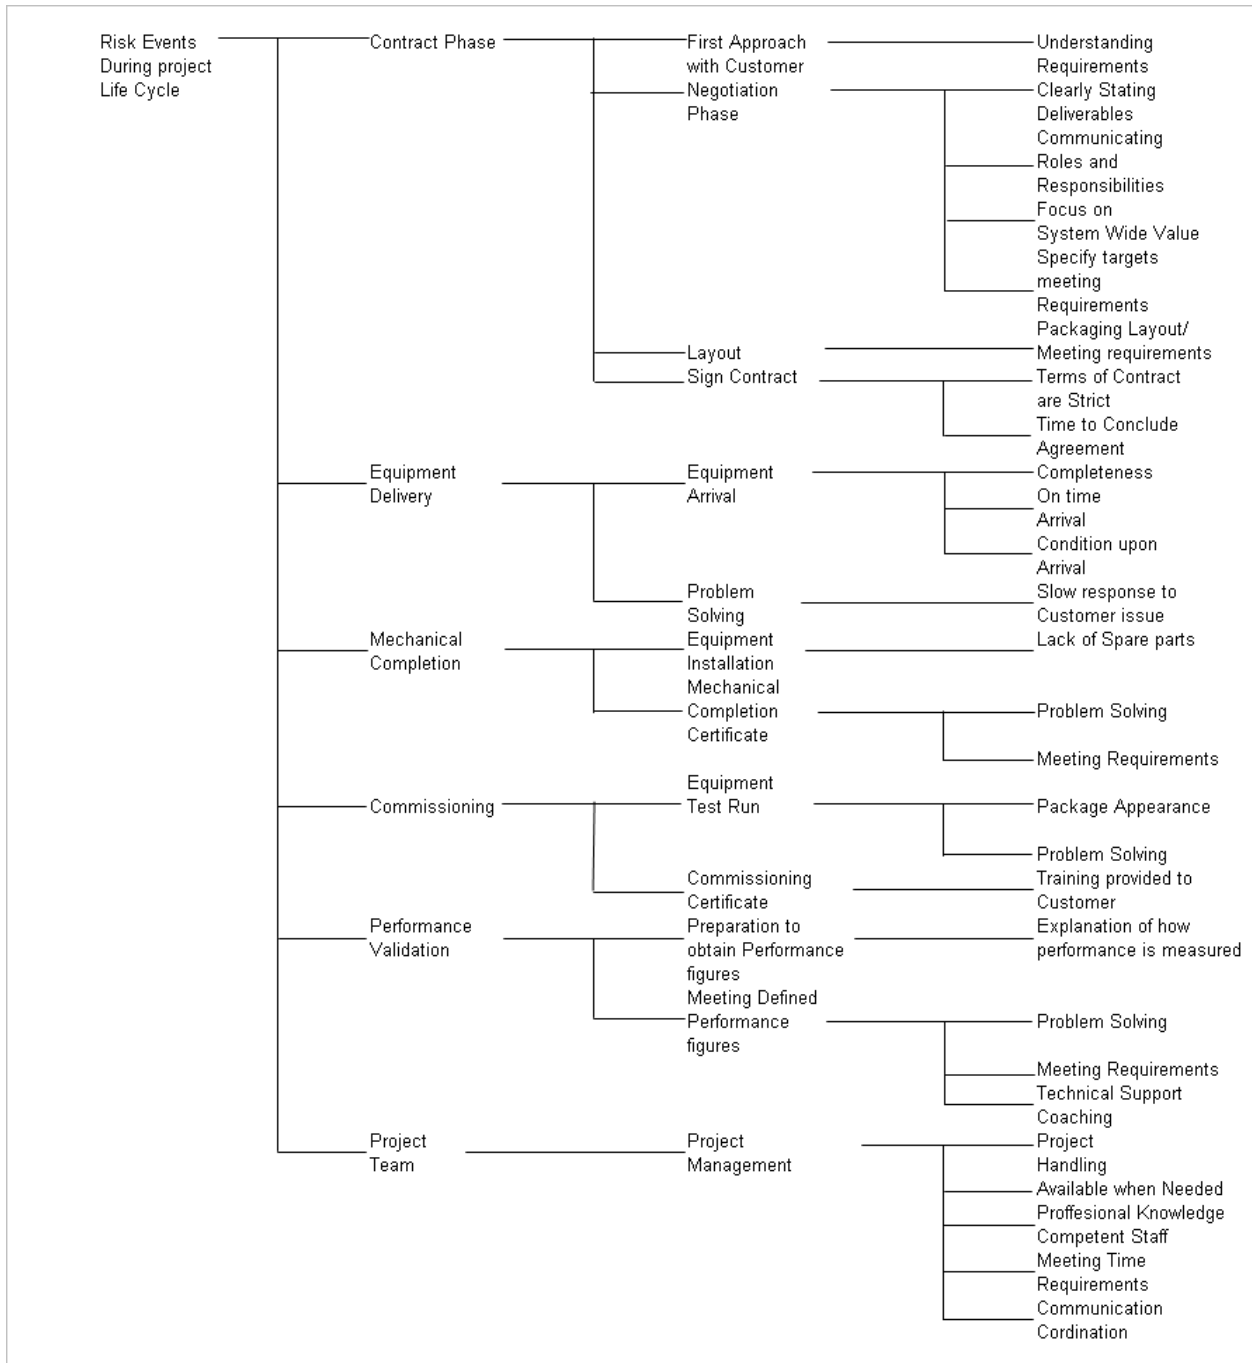 Risk Events
During project
Life Cycle
Contract Phase
First Approach
with Customer
Understanding
Requirements
Negotiation
Phase
Clearly Stating
Deliverables
Communicating
Roles and
Responsibilities
Focus on
System Wide Value
Specify targets
meeting
Requirements
Layout
Packaging Layout/
Meeting requirements
Sign Contract
Terms of Contract
are Strict
Time to Conclude
Agreement
Equipment
Delivery
Equipment
Arrival
Completeness
On time
Arrival
Condition upon
Arrival
Problem
Solving
Slow response to
Customer issue
Mechanical
Completion
Equipment
Installation
Lack of Spare parts
Mechanical
Completion
Certificate
Problem Solving
Meeting Requirements
Commissioning
Equipment
Test Run
Package Appearance
Problem Solving
Commissioning
Certificate
Training provided to
Customer
Performance
Validation
Preparation to
obtain Performance
figures
Explanation of how
performance is measured
Meeting Defined
Performance
figures
Problem Solving
Meeting Requirements
Technical Support
Coaching
Project
Team
Project
Management
Project
Handling
Available when Needed
Proffesional Knowledge
Competent Staff
Meeting Time
Requirements
Communication
Cordination